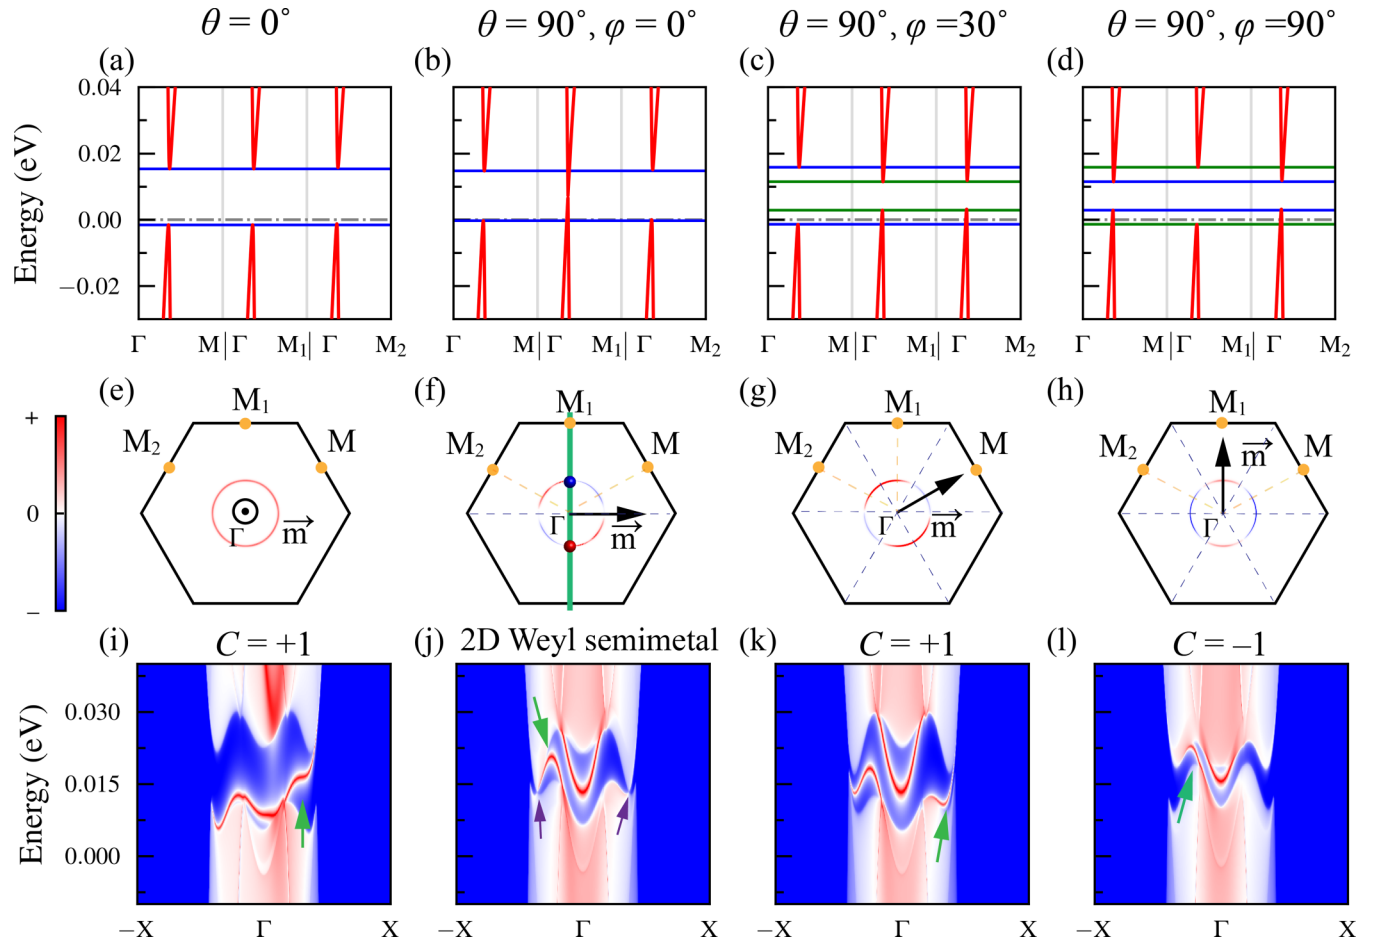 θ = 0° θ = 90°, φ = 0° θ = 90°, φ =30° θ = 90°, φ =90°
(a) (b) (c) (d)
Energy (eV)
0.04
0.02
0.00
−0.02
Γ M|Γ M₁|Γ M₂ Γ M|Γ M₁|Γ M₂ Γ M|Γ M₁|Γ M₂ Γ M|Γ M₁|Γ M₂
(e) (f) (g) (h)
+
0
−
M₁ M₁ M₁ M₁
M₂ M M₂ M M₂ M M₂ M
Γ m⃗ Γ m⃗ Γ m⃗ Γ m⃗
(i) C = +1 (j) 2D Weyl semimetal (k) C = +1 (l) C = −1
Energy (eV)
0.030
0.015
0.000
−X Γ X −X Γ X −X Γ X −X Γ X